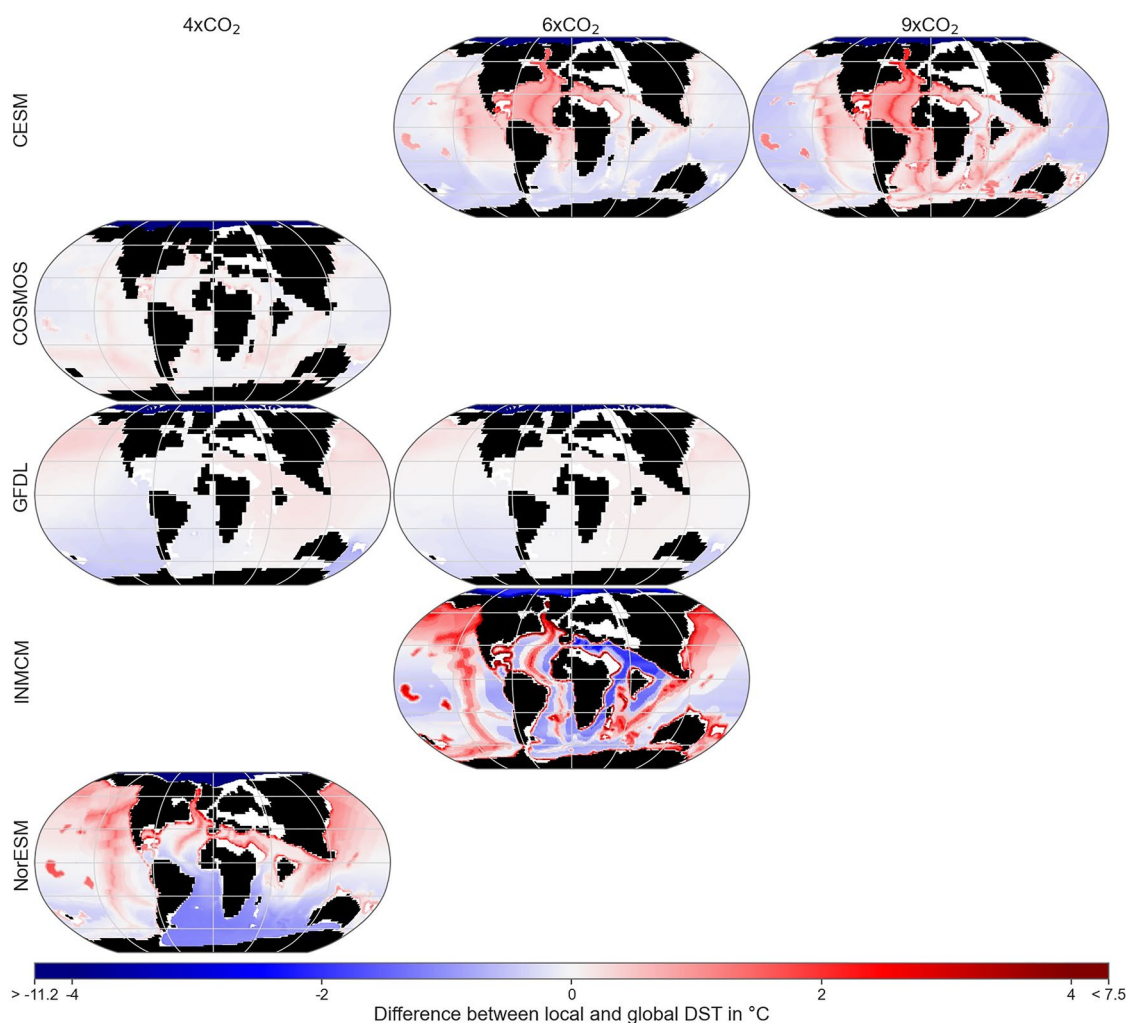 4xCO₂ 6xCO₂ 9xCO₂
CESM
COSMOS
GFDL
INMCM
NorESM
> -11.2 -4 -2 0 2 4 < 7.5
Difference between local and global DST in °C